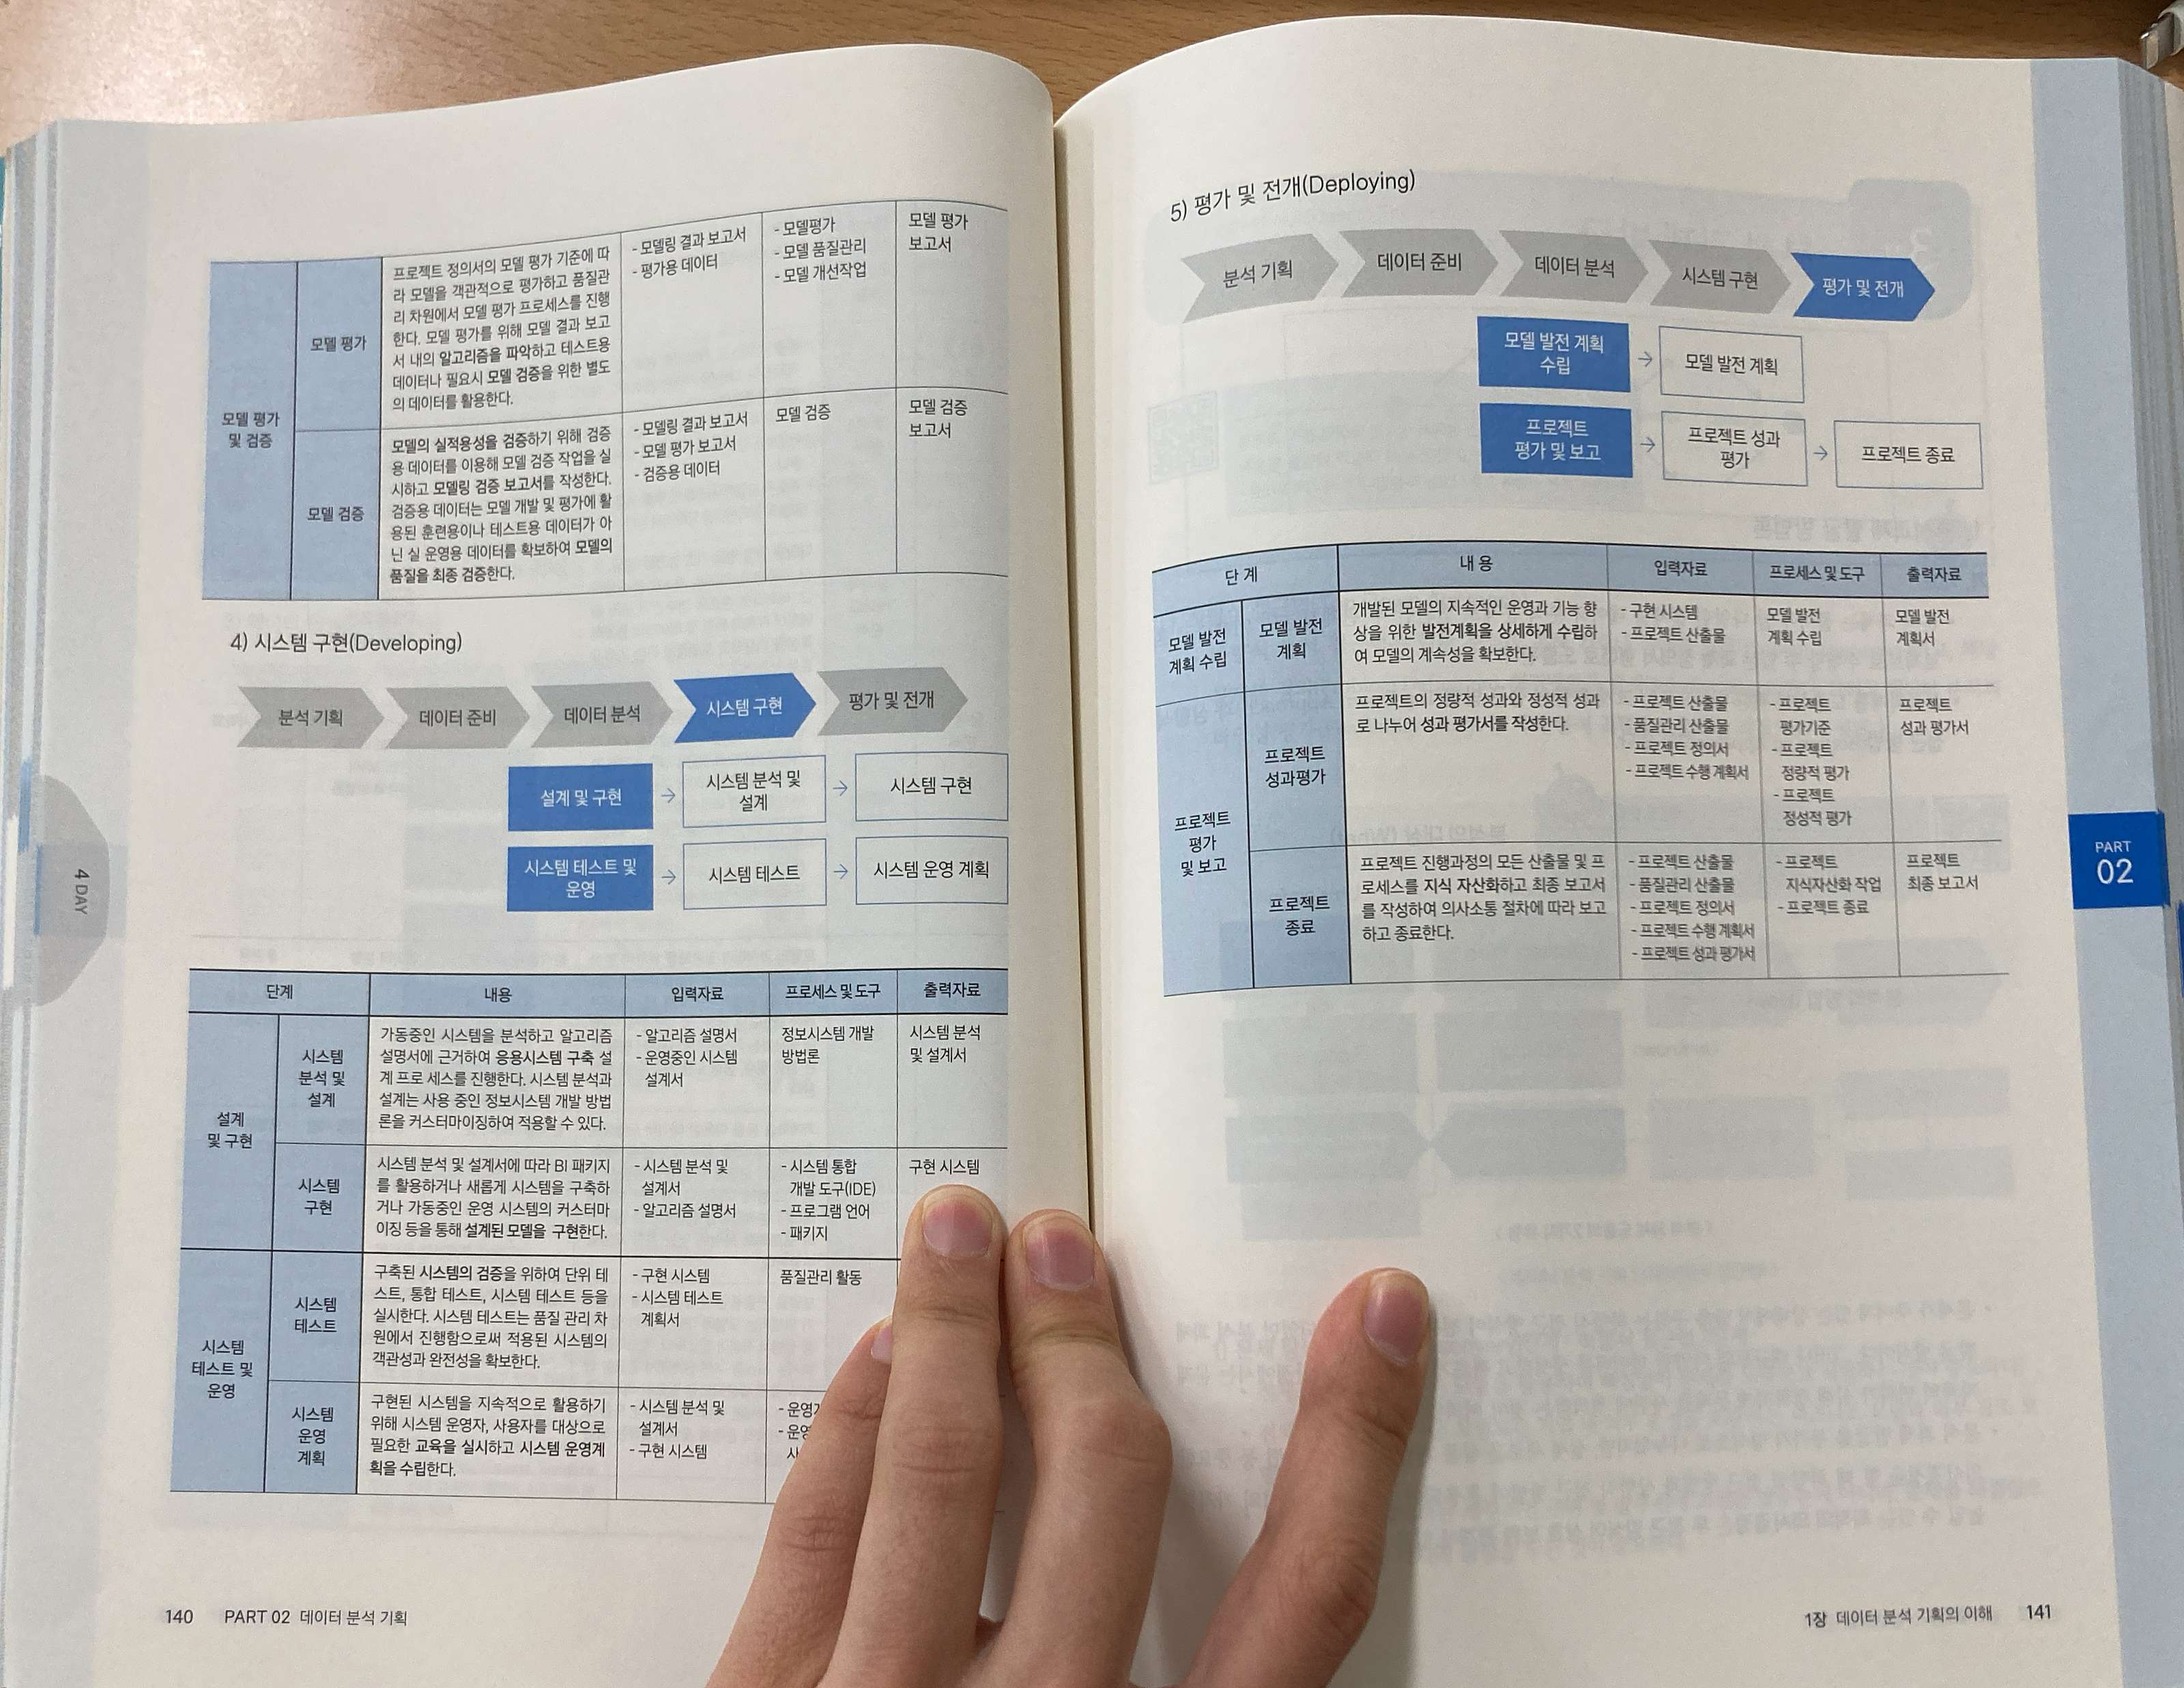 모델 평가
및 검증
모델 평가
프로젝트 정의서의 모델 평가 기준에 따
라 모델을 객관적으로 평가하고 품질관
리 차원에서 모델 평가 프로세스를 진행
한다. 모델 평가를 위해 모델 결과 보고
서 내의 알고리즘을 파악하고 테스트용
데이터나 필요시 모델 검증을 위한 별도
의 데이터를 활용한다.
- 모델링 결과 보고서
- 평가용 데이터
- 모델평가
- 모델 품질관리
- 모델 개선작업
모델 평가
보고서
모델 검증
모델의 실적용성을 검증하기 위해 검증
용 데이터를 이용해 모델 검증 작업을 실
시하고 모델링 검증 보고서를 작성한다.
검증용 데이터는 모델 개발 및 평가에 활
용된 훈련용이나 테스트용 데이터가 아
닌 실 운영용 데이터를 확보하여 모델의
품질을 최종 검증한다.
- 모델링 결과 보고서
- 모델 평가 보고서
- 검증용 데이터
모델 검증
모델 검증
보고서
4) 시스템 구현(Developing)
분석 기획
데이터 준비
데이터 분석
시스템 구현
평가 및 전개
설계 및 구현
시스템 분석 및
설계
시스템 구현
시스템 테스트 및
운영
시스템 테스트
시스템 운영 계획
단계
내용
입력자료
프로세스 및 도구
출력자료
설계
및 구현
시스템
분석 및
설계
가동중인 시스템을 분석하고 알고리즘
설명서에 근거하여 응용시스템 구축 설
계 프로 세스를 진행한다. 시스템 분석과
설계는 사용 중인 정보시스템 개발 방법
론을 커스터마이징하여 적용할 수 있다.
- 알고리즘 설명서
- 운영중인 시스템
설계서
정보시스템 개발
방법론
시스템 분석
및 설계서
시스템
구현
시스템 분석 및 설계서에 따라 BI 패키지
를 활용하거나 새롭게 시스템을 구축하
거나 가동중인 운영 시스템의 커스터마
이징 등을 통해 설계된 모델을 구현한다.
- 시스템 분석 및
설계서
- 알고리즘 설명서
- 시스템 통합
개발 도구(IDE)
- 프로그램 언어
- 패키지
구현 시스템
시스템
테스트 및
운영
시스템
테스트
구축된 시스템의 검증을 위하여 단위 테
스트, 통합 테스트, 시스템 테스트 등을
실시한다. 시스템 테스트는 품질 관리 차
원에서 진행함으로써 적용된 시스템의
객관성과 완전성을 확보한다.
- 구현 시스템
- 시스템 테스트
계획서
품질관리 활동
시스템
운영
계획
구현된 시스템을 지속적으로 활용하기
위해 시스템 운영자, 사용자를 대상으로
필요한 교육을 실시하고 시스템 운영계
획을 수립한다.
- 시스템 분석 및
설계서
- 구현 시스템
- 운영
- 운영
사
4 DAY
140 PART 02 데이터 분석 기획
5) 평가 및 전개(Deploying)
분석 기획
데이터 준비
데이터 분석
시스템 구현
평가 및 전개
모델 발전 계획
수립
모델 발전 계획
프로젝트
평가 및 보고
프로젝트 성과
평가
프로젝트 종료
단 계
내 용
입력자료
프로세스 및 도구
출력자료
모델 발전
계획 수립
모델 발전
계획
개발된 모델의 지속적인 운영과 기능 향
상을 위한 발전계획을 상세하게 수립하
여 모델의 계속성을 확보한다.
- 구현 시스템
- 프로젝트 산출물
모델 발전
계획 수립
모델 발전
계획서
프로젝트
평가
및 보고
프로젝트
성과평가
프로젝트의 정량적 성과와 정성적 성과
로 나누어 성과 평가서를 작성한다.
- 프로젝트 산출물
- 품질관리 산출물
- 프로젝트 정의서
- 프로젝트 수행 계획서
- 프로젝트
평가기준
- 프로젝트
정량적 평가
- 프로젝트
정성적 평가
프로젝트
성과 평가서
프로젝트
종료
프로젝트 진행과정의 모든 산출물 및 프
로세스를 지식 자산화하고 최종 보고서
를 작성하여 의사소통 절차에 따라 보고
하고 종료한다.
- 프로젝트 산출물
- 품질관리 산출물
- 프로젝트 정의서
- 프로젝트 수행 계획서
- 프로젝트 성과 평가서
- 프로젝트
지식자산화 작업
- 프로젝트 종료
프로젝트
최종 보고서
PART
02
1장 데이터 분석 기획의 이해 141